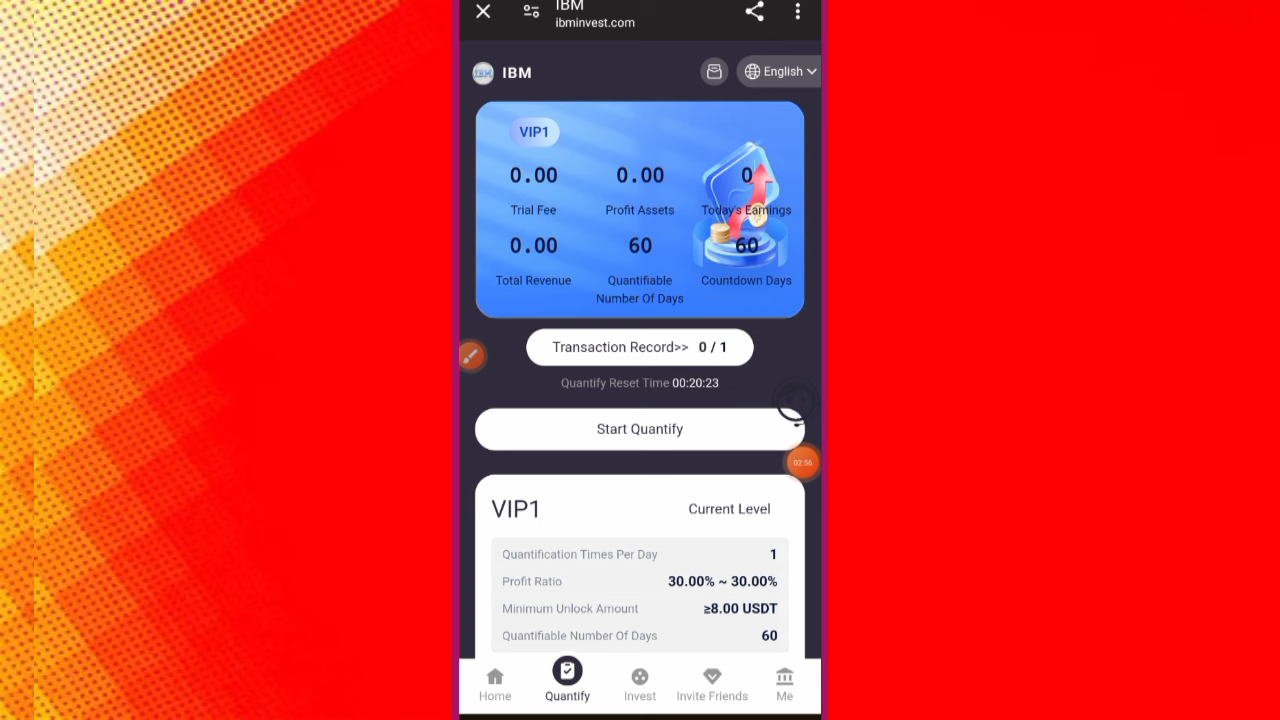 IBM
ibminvest.com
IBM
English
VIP1
0.00 0.00 0
Trial Fee Profit Assets Today's Earnings
0.00 60 60
Total Revenue Quantifiable Countdown Days
Number Of Days
Transaction Record>> 0 / 1
Quantify Reset Time 00:20:23
Start Quantify
02:56
VIP1 Current Level
Quantification Times Per Day 1
Profit Ratio 30.00% ~ 30.00%
Minimum Unlock Amount ≥8.00 USDT
Quantifiable Number Of Days 60
Home Quantify Invest Invite Friends Me